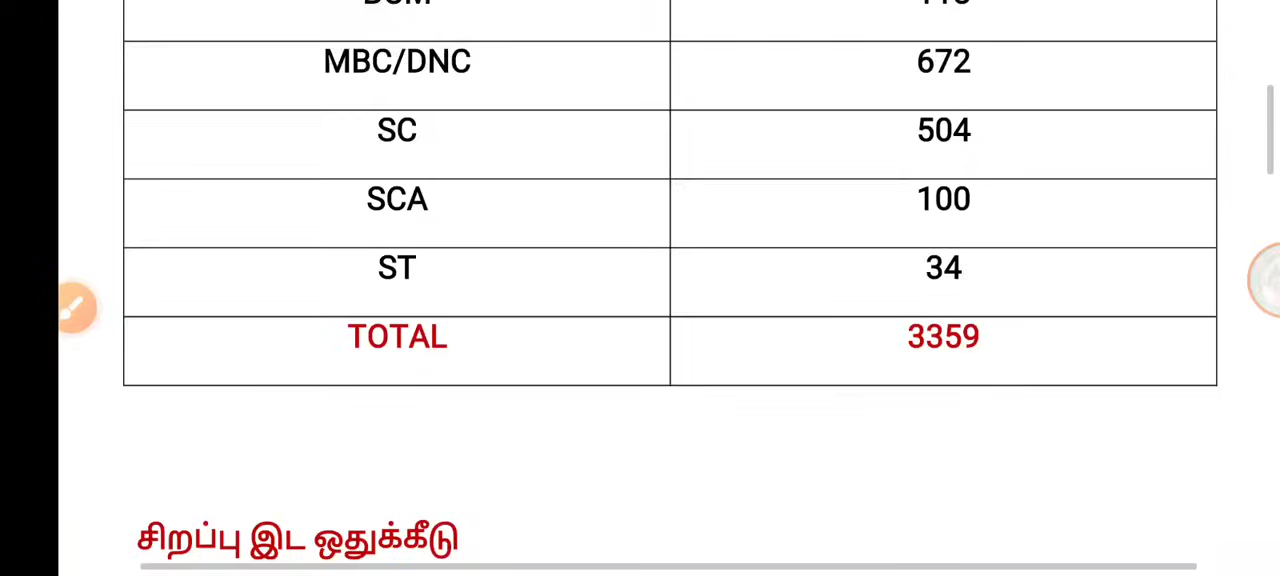 MBC/DNC 672
SC 504
SCA 100
ST 34
TOTAL 3359
சிறப்பு இட ஒதுக்கீடு